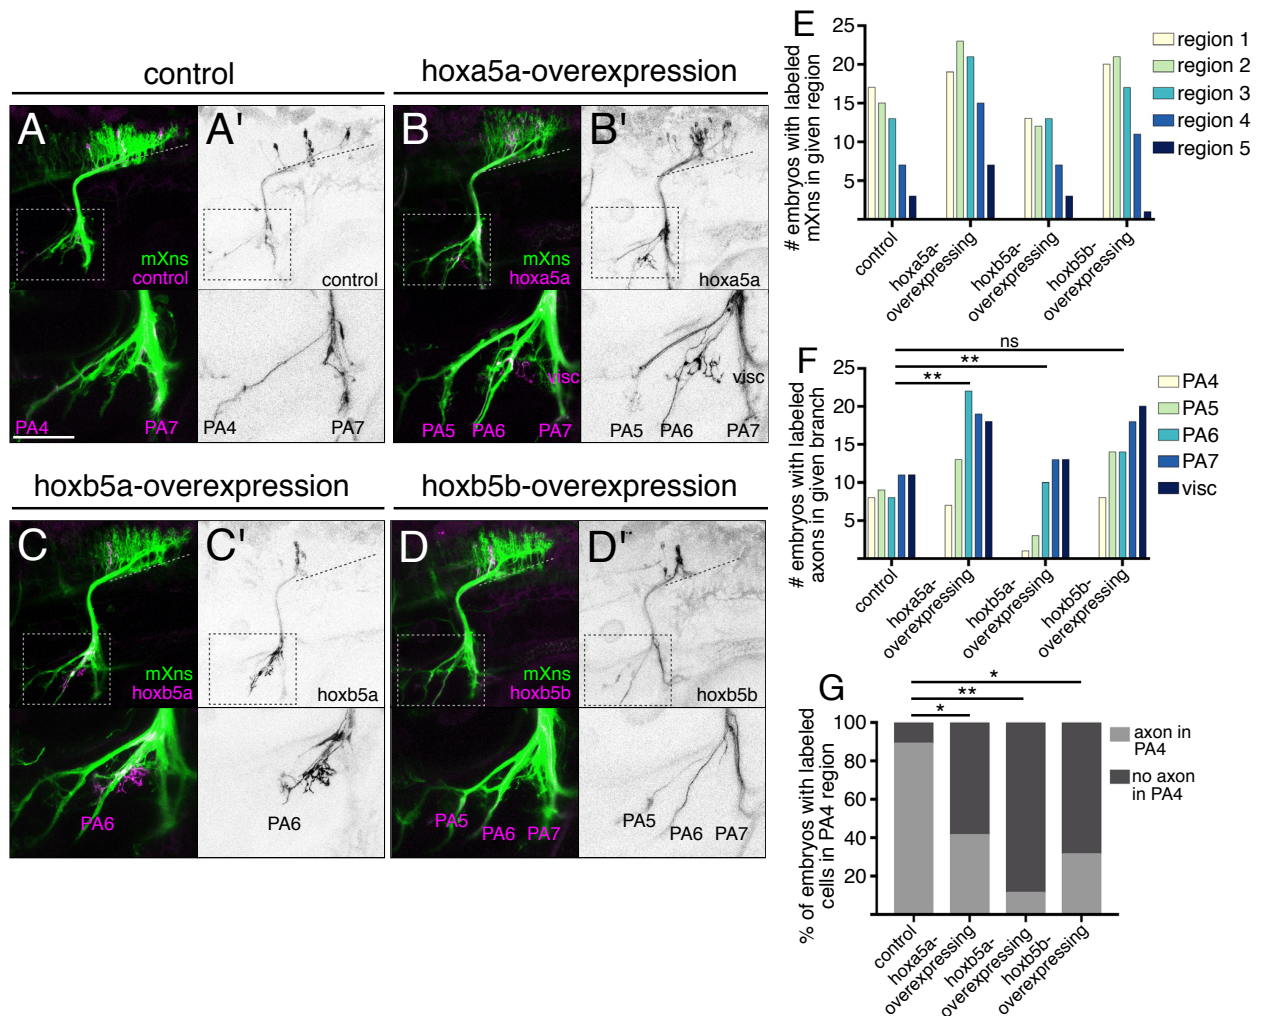 control
hoxa5a-overexpression
A
A'
B
B'
mXns
control
control
mXns
hoxa5a
hoxa5a
PA4
PA7
PA4
PA7
visc
PA5
PA6
PA7
visc
PA5
PA6
PA7
hoxb5a-overexpression
hoxb5b-overexpression
C
C'
D
D'
mXns
hoxb5a
hoxb5a
mXns
hoxb5b
hoxb5b
PA6
PA6
PA5
PA6
PA7
PA5
PA6
PA7
E
# embryos with labeled
mXns in given region
25
20
15
10
5
control
hoxa5a-
overexpressing
hoxb5a-
overexpressing
hoxb5b-
overexpressing
region 1
region 2
region 3
region 4
region 5
F
# embryos with labeled
axons in given branch
25
20
15
10
5
ns
**
**
control
hoxa5a-
overexpressing
hoxb5a-
overexpressing
hoxb5b-
overexpressing
PA4
PA5
PA6
PA7
visc
G
% of embryos with labeled
cells in PA4 region
100
80
60
40
20
*
**
*
control
hoxa5a-
overexpressing
hoxb5a-
overexpressing
hoxb5b-
overexpressing
axon in
PA4
no axon
in PA4